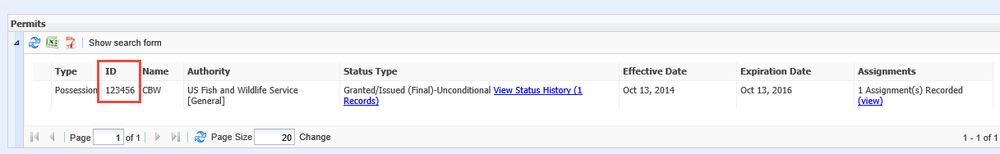 Permits
Show search form
Type ID Name Authority Status Type Effective Date Expiration Date Assignments
Possession 123456 CBW US Fish and Wildlife Service Granted/Issued (Final)-Unconditional View Status History (1 Oct 13, 2014 Oct 13, 2016 1 Assignment(s) Recorded
[General] Records) (view)
Page 1 of 1 Page Size 20 Change 1 - 1 of 1